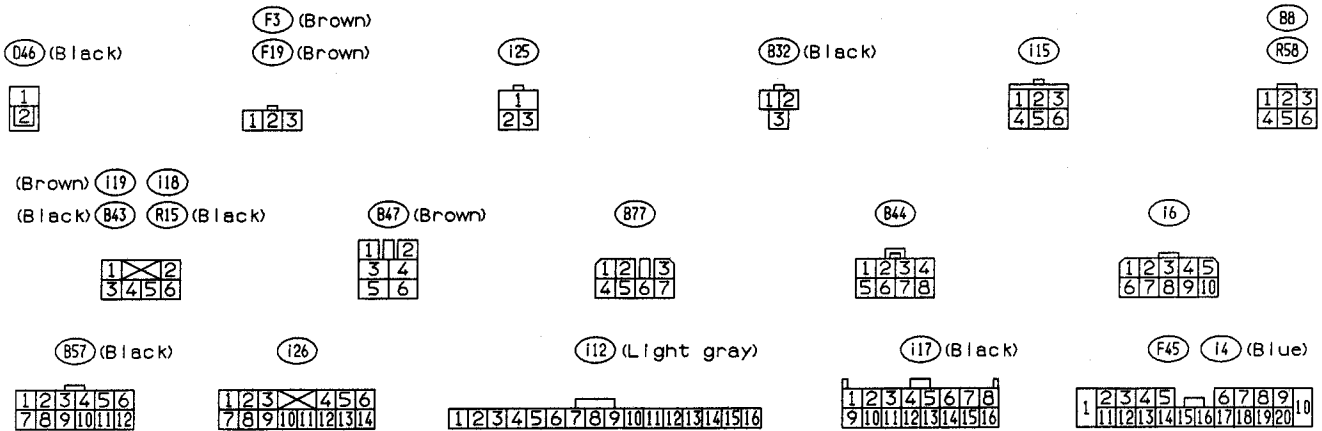 F3 (Brown) B8
D46 (Black) F19 (Brown) i25 B32 (Black) i15 R58
1 1 2 3 1 1 2 1 2 3 1 2 3
2 2 3 3 4 5 6 4 5 6
(Brown) i19 i18
(Black) B43 R15 (Black) B47 (Brown) B77 B44 i6
1 2 1 2 1 2 3 1 2 3 4 1 2 3 4 5
3 4 5 6 3 4 4 5 6 7 5 6 7 8 6 7 8 9 10
5 6
B57 (Black) i26 i12 (Light gray) i17 (Black) F45 i4 (Blue)
1 2 3 4 5 6 1 2 3 4 5 6 1 2 3 4 5 6 7 8 9 10 11 12 13 14 15 16 1 2 3 4 5 6 7 8 1 2 3 4 5 6 7 8 9 10
7 8 9 10 11 12 7 8 9 10 11 12 13 14 9 10 11 12 13 14 15 16 11 12 13 14 15 16 17 18 19 20